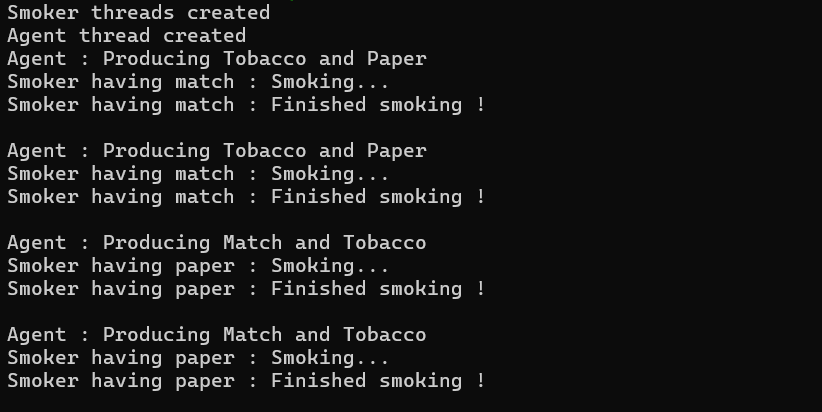 Smoker threads created
Agent thread created
Agent : Producing Tobacco and Paper
Smoker having match : Smoking...
Smoker having match : Finished smoking !
Agent : Producing Tobacco and Paper
Smoker having match : Smoking...
Smoker having match : Finished smoking !
Agent : Producing Match and Tobacco
Smoker having paper : Smoking...
Smoker having paper : Finished smoking !
Agent : Producing Match and Tobacco
Smoker having paper : Smoking...
Smoker having paper : Finished smoking !